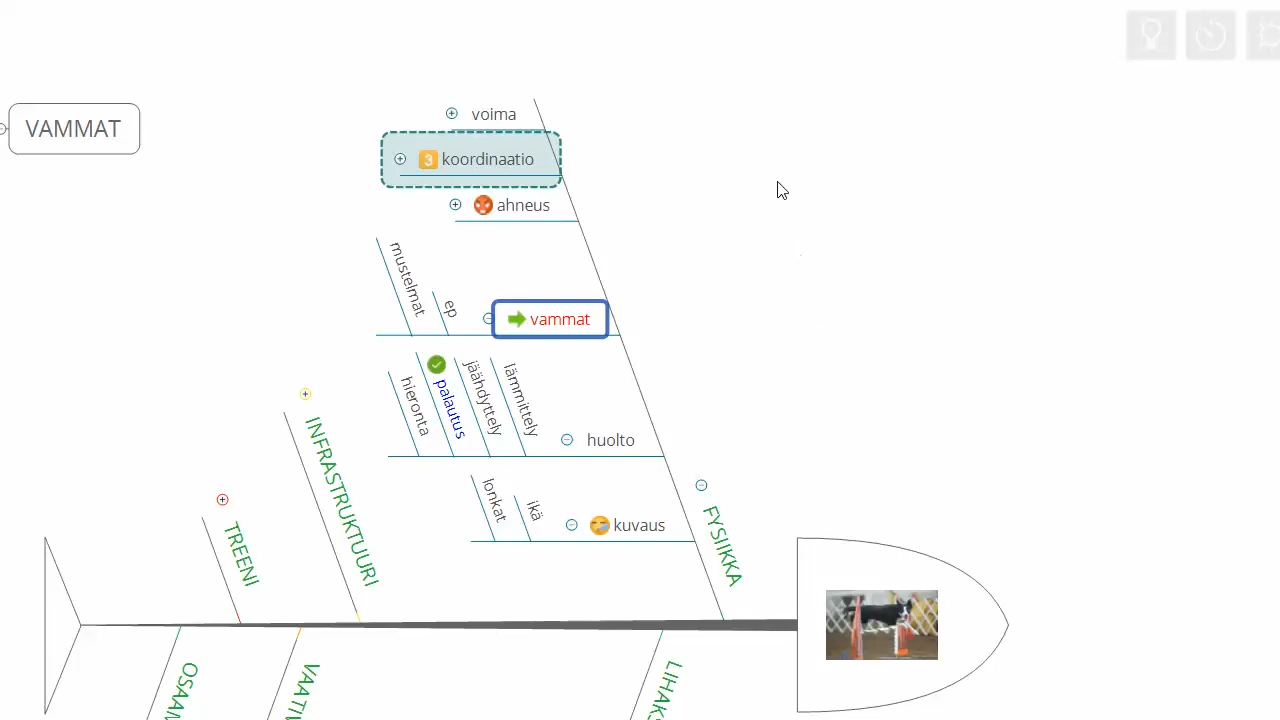 VAMMAT
voima
3 koordinaatio
ahneus
mustelmat
ep
vammat
hieronta
palautus
jäähdyttely
lämmittely
huolto
lonkat
ikä
kuvaus
FYSIIKKA
INFRASTRUKTUURI
TREENI